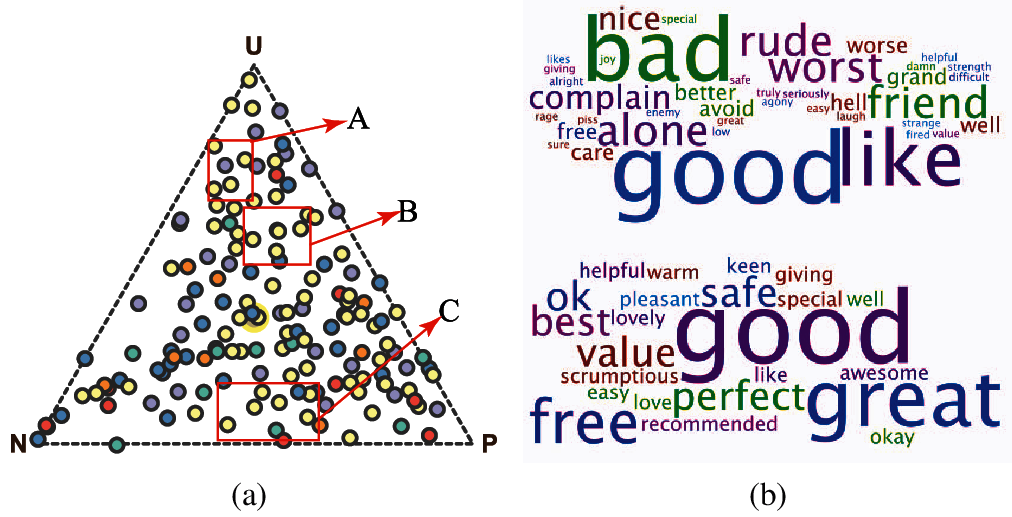 U
A
B
C
N
P
(a)
nice special
bad rude worse
likes joy worst helpful
giving damn strength
alright safe grand difficult
complain better truly seriously hell friend
enemy avoid agony easy
rage piss great laugh well
free alone low strange
sure fired value
care good like
helpful warm keen giving
ok pleasant safe special well
best lovely good
value
scrumptious like awesome
easy love perfect great
free recommended
okay
(b)